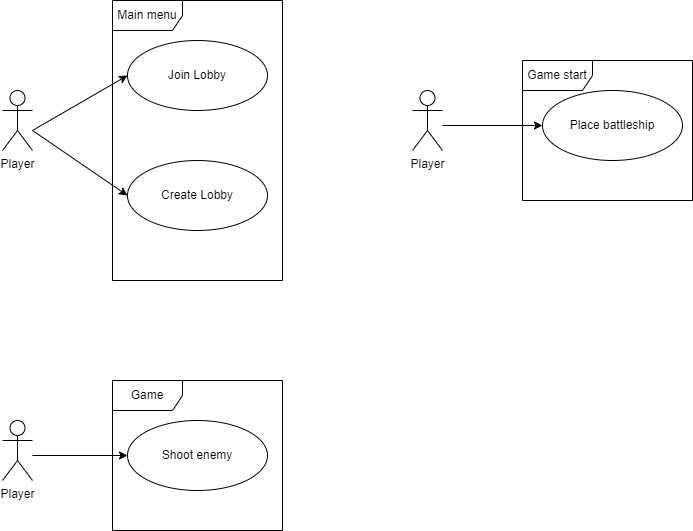 Main menu
Join Lobby
Player
Create Lobby
Game start
Place battleship
Player
Game
Shoot enemy
Player